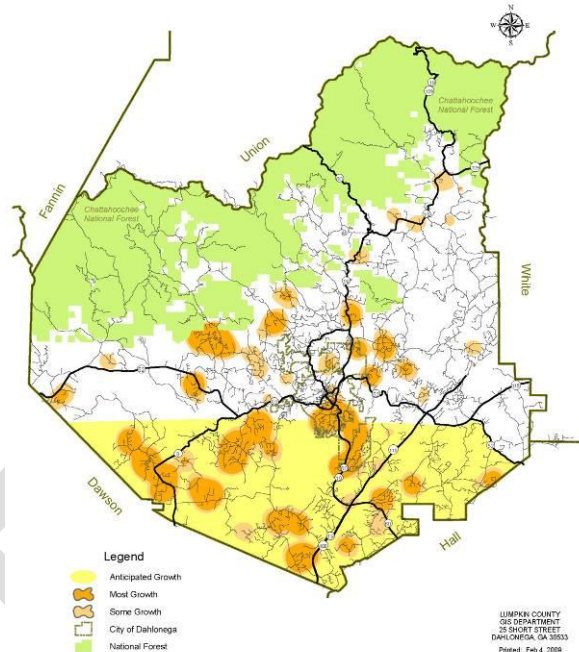 N
W
E
S
Chattahoochee
National Forest
Union
Fannin
Chattahoochee
National Forest
White
Dawson
Hall
Legend
Anticipated Growth
Most Growth
Some Growth
City of Dahlonega
National Forest
LUMPKIN COUNTY
GIS DEPARTMENT
25 SHORT STREET
DAHLONEGA, GA 30533
Printed: Feb 4, 2009